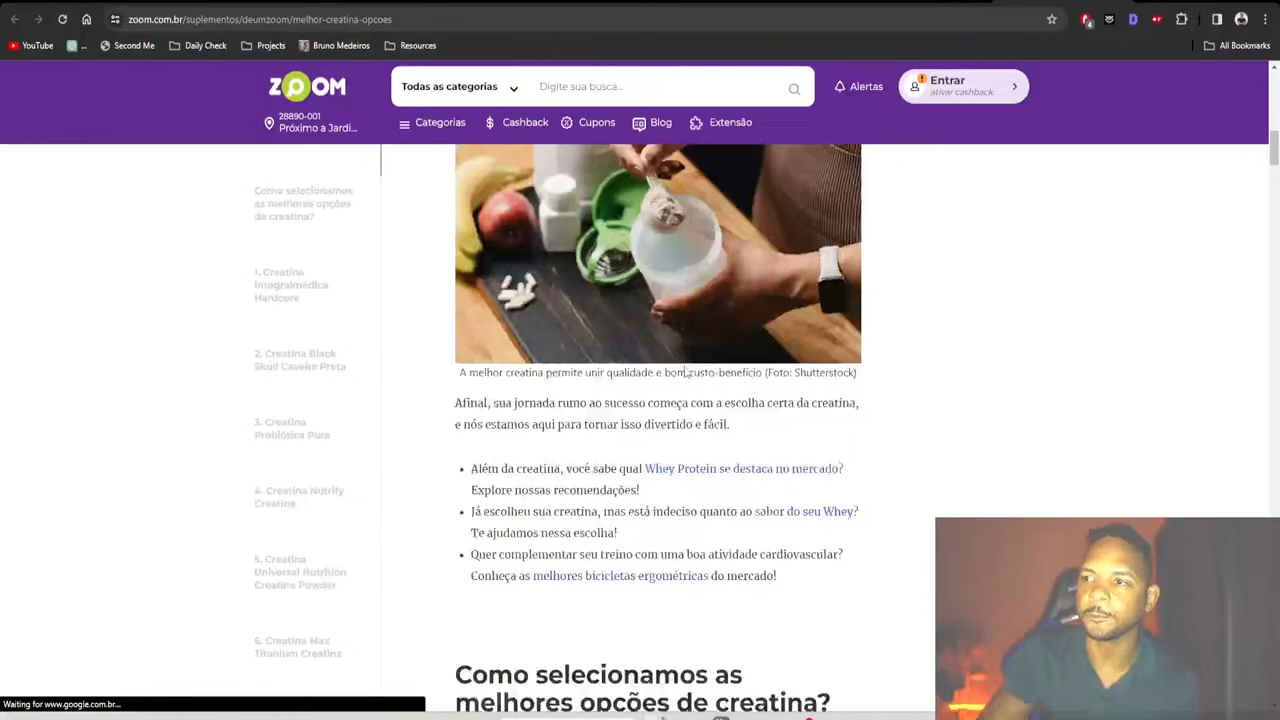 zoom.com.br/suplementos/deumzoom/melhor-creatina-opcoes
YouTube
...
Second Me
Daily Check
Projects
Bruno Medeiros
Resources
All Bookmarks
ZOOM
Todas as categorias
Digite sua busca...
Alertas
Entrar
ativar cashback
28890-001
Próximo a Jardi...
Categorias
Cashback
Cupons
Blog
Extensão
Como selecionamos
as melhores opções
de creatina?
1. Creatina
Integralmédica
Hardcore
2. Creatina Black
Skull Caveira Preta
3. Creatina
Probiótica Pura
4. Creatina Nutrify
Creatine
5. Creatina
Universal Nutrition
Creatine Powder
6. Creatina Max
Titanium Creatina
A melhor creatina permite unir qualidade e bom custo-benefício (Foto: Shutterstock)
Afinal, sua jornada rumo ao sucesso começa com a escolha certa da creatina,
e nós estamos aqui para tornar isso divertido e fácil.
• Além da creatina, você sabe qual Whey Protein se destaca no mercado?
Explore nossas recomendações!
• Já escolheu sua creatina, mas está indeciso quanto ao sabor do seu Whey?
Te ajudamos nessa escolha!
• Quer complementar seu treino com uma boa atividade cardiovascular?
Conheça as melhores bicicletas ergométricas do mercado!
Como selecionamos as
melhores opções de creatina?
Waiting for www.google.com.br...